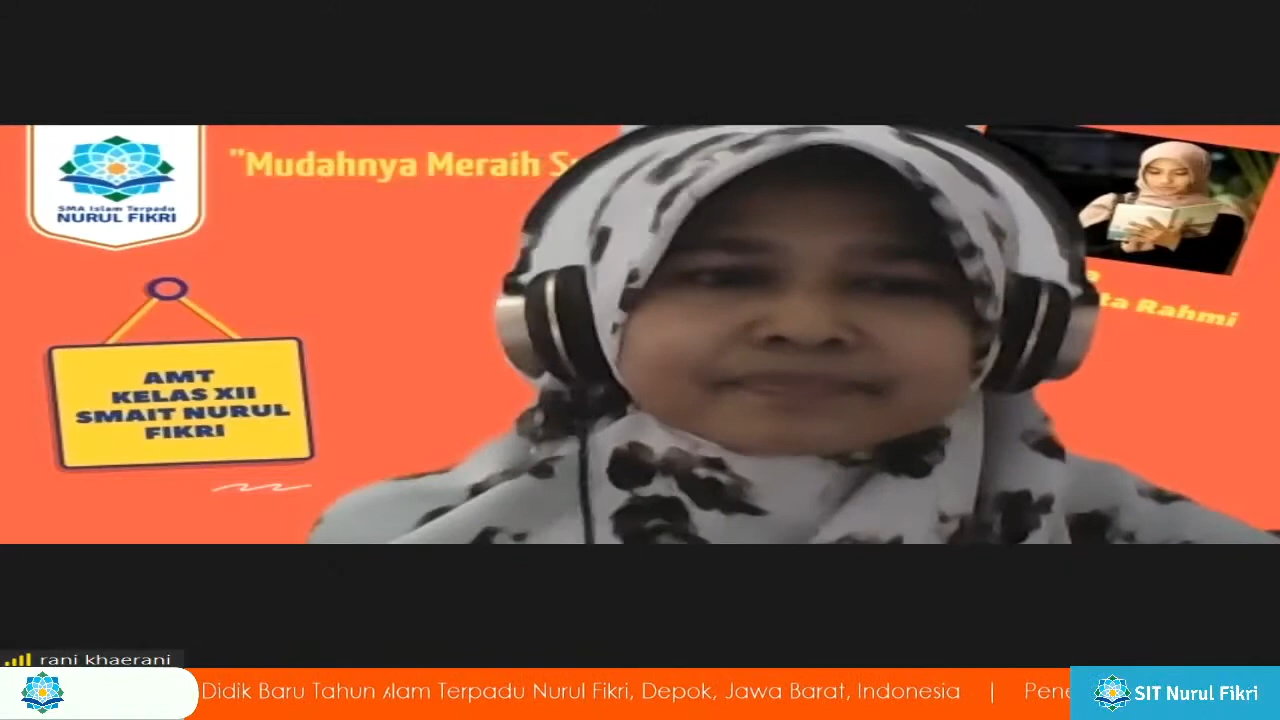 "Mudahnya Meraih
SMA Islam Terpadu
NURUL FIKRI
ta Rahmi
AMT
KELAS XII
SMAIT NURUL
FIKRI
rani khaerani
Didik Baru Tahun
lam Terpadu Nurul Fikri, Depok, Jawa Barat, Indonesia | Pene
SIT Nurul Fikri